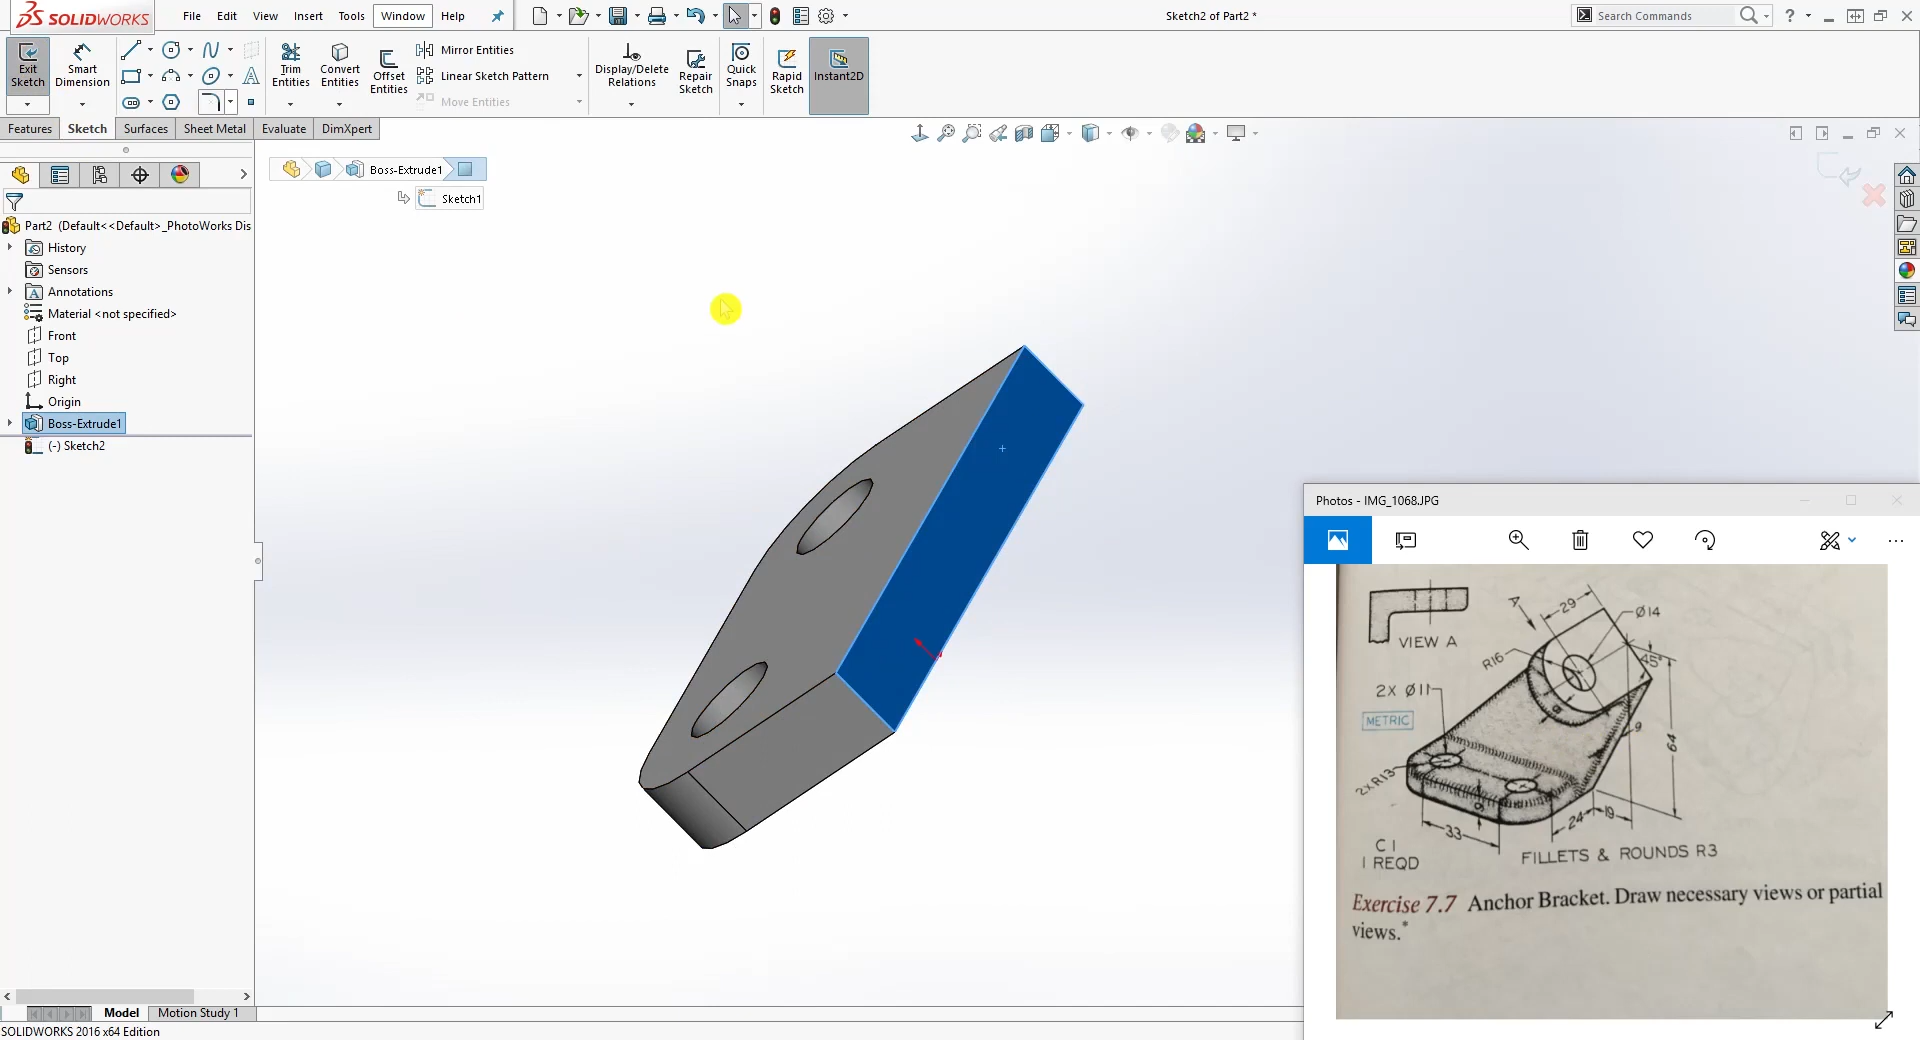 SOLIDWORKS
File Edit View Insert Tools Window Help
Sketch2 of Part2 *
Search Commands
Exit Sketch
Smart Dimension
Trim Entities
Convert Entities
Offset Entities
Mirror Entities
Linear Sketch Pattern
Move Entities
Display/Delete Relations
Repair Sketch
Quick Snaps
Rapid Sketch
Instant2D
Features Sketch Surfaces Sheet Metal Evaluate DimXpert
Boss-Extrude1
Sketch1
Part2 (Default<<Default>_PhotoWorks Dis
History
Sensors
Annotations
Material <not specified>
Front
Top
Right
Origin
Boss-Extrude1
(-) Sketch2
Photos - IMG_1068.JPG
VIEW A
A
29
Ø14
R16
45°
2X Ø11
METRIC
9
64
2XR13
33
24
19
C1
1 REQD
FILLETS & ROUNDS R3
Exercise 7.7 Anchor Bracket. Draw necessary views or partial
views.*
Model Motion Study 1
SOLIDWORKS 2016 x64 Edition